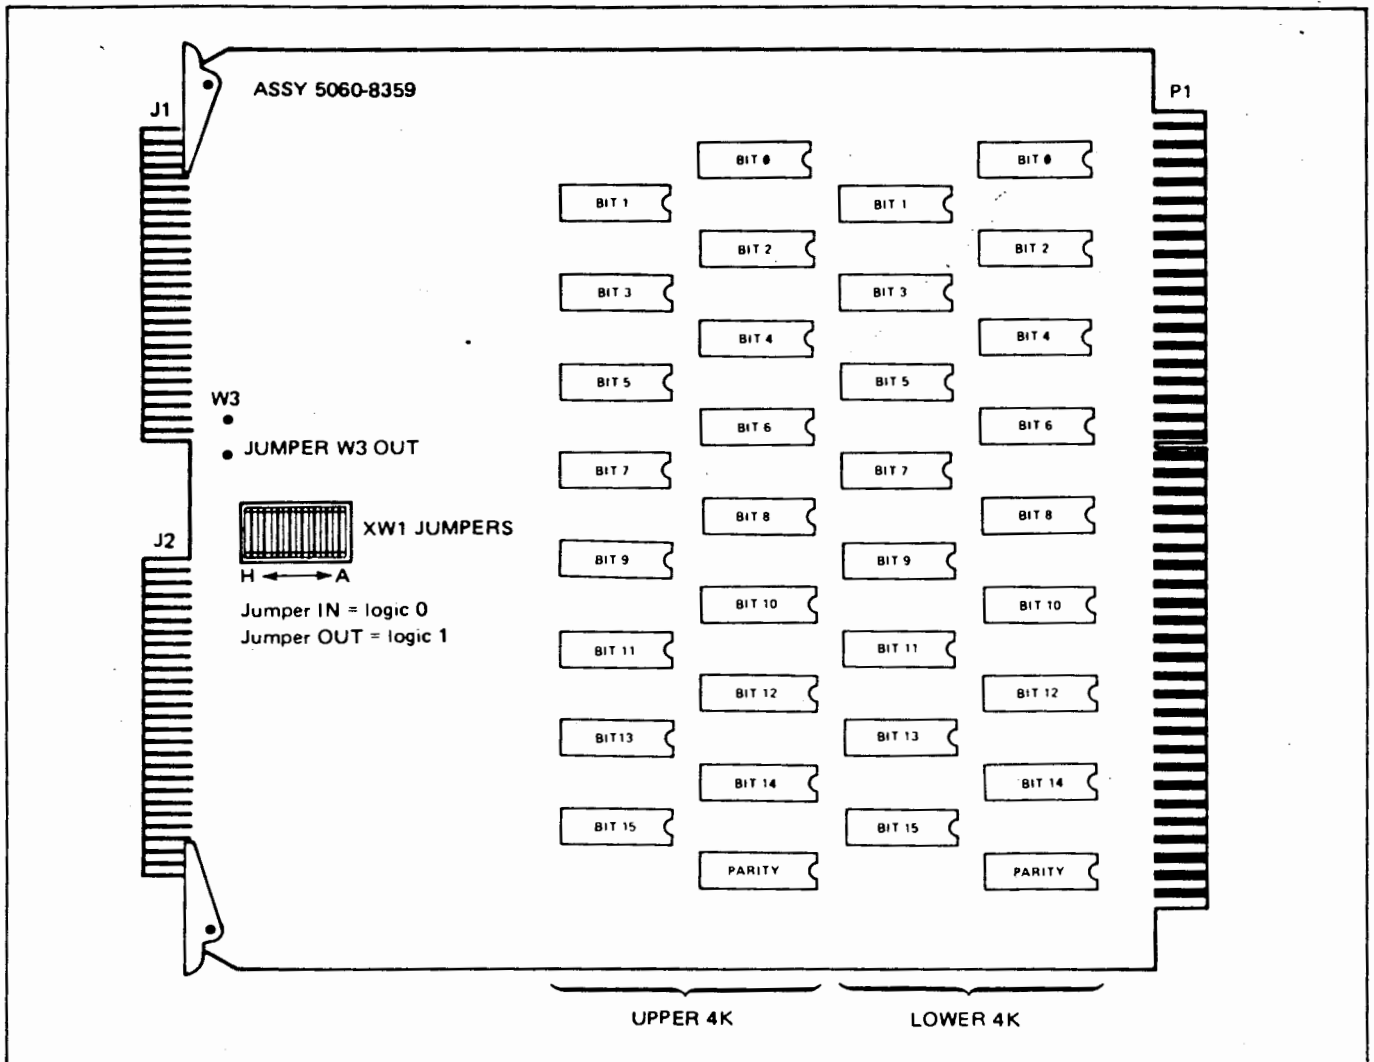 ASSY 5060-8359
J1
P1
BIT 0
BIT 0
BIT 1
BIT 1
BIT 2
BIT 2
BIT 3
BIT 3
BIT 4
BIT 4
BIT 5
BIT 5
W3
BIT 6
BIT 6
JUMPER W3 OUT
BIT 7
BIT 7
BIT 8
BIT 8
XW1 JUMPERS
J2
BIT 9
BIT 9
H A
BIT 10
BIT 10
Jumper IN = logic 0
Jumper OUT = logic 1
BIT 11
BIT 11
BIT 12
BIT 12
BIT13
BIT 13
BIT 14
BIT 14
BIT 15
BIT 15
PARITY
PARITY
UPPER 4K
LOWER 4K